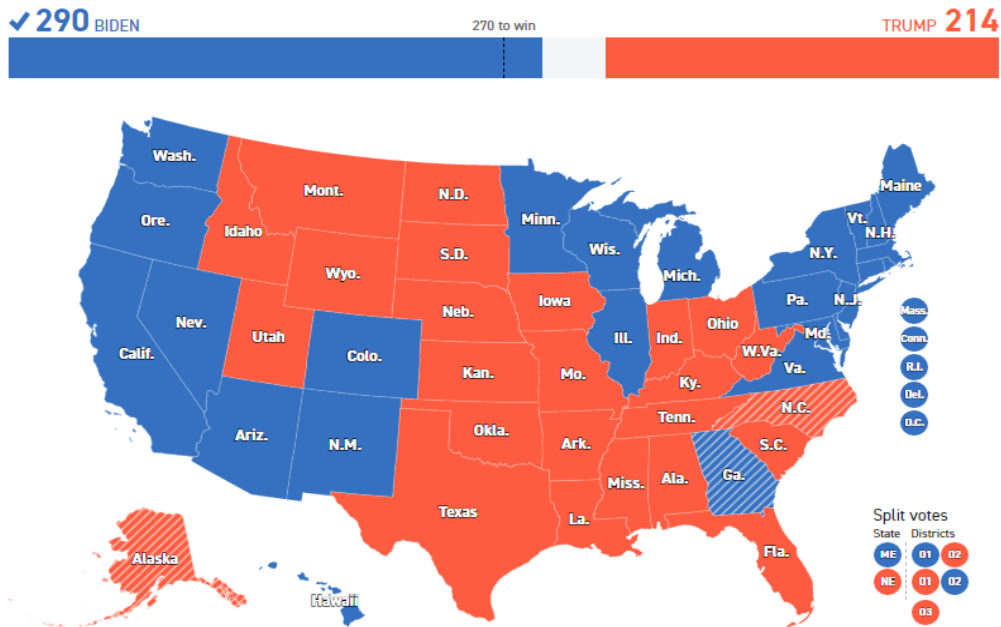 ✔ 290 BIDEN
270 to win
TRUMP 214
Wash.
Mont.
N.D.
Minn.
Maine
Ore.
Idaho
S.D.
Wis.
Vt.
N.H.
Wyo.
Mich.
N.Y.
Neb.
Iowa
Pa.
N.J.
Nev.
Utah
Colo.
Ill.
Ind.
Ohio
Md.
Mass.
Calif.
Kan.
Mo.
W.Va.
Va.
Conn.
Ky.
R.I.
Ariz.
N.M.
Okla.
Ark.
Tenn.
N.C.
Del.
S.C.
D.C.
Texas
La.
Miss.
Ala.
Ga.
Fla.
Alaska
Hawaii
Split votes
State Districts
ME 01 02
NE 01 02
03